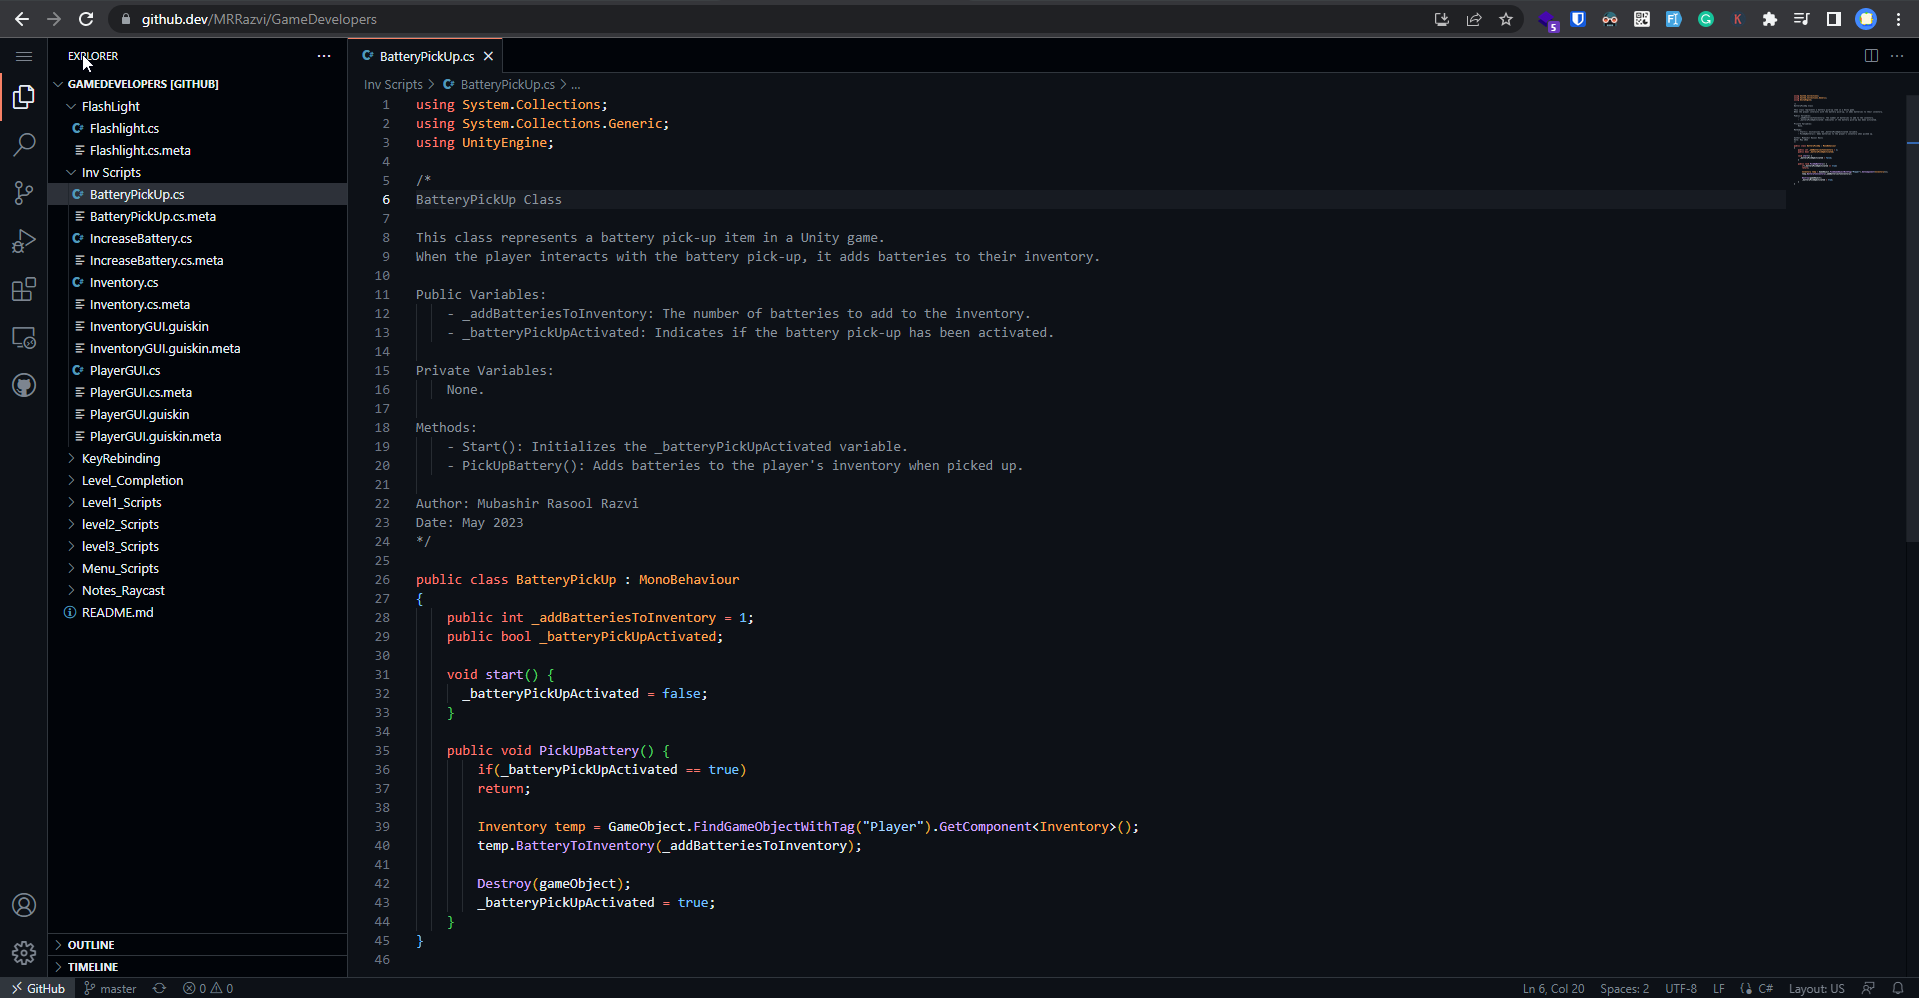 github.dev/MRRazvi/GameDevelopers
5
EXPLORER
GAMEDEVELOPERS [GITHUB]
FlashLight
C# Flashlight.cs
Flashlight.cs.meta
Inv Scripts
C# BatteryPickUp.cs
BatteryPickUp.cs.meta
C# IncreaseBattery.cs
IncreaseBattery.cs.meta
C# Inventory.cs
Inventory.cs.meta
InventoryGUI.guiskin
InventoryGUI.guiskin.meta
C# PlayerGUI.cs
PlayerGUI.cs.meta
PlayerGUI.guiskin
PlayerGUI.guiskin.meta
KeyRebinding
Level_Completion
Level1_Scripts
level2_Scripts
level3_Scripts
Menu_Scripts
Notes_Raycast
README.md
OUTLINE
TIMELINE
C# BatteryPickUp.cs
Inv Scripts > C# BatteryPickUp.cs > ...
1 using System.Collections;
2 using System.Collections.Generic;
3 using UnityEngine;
4
5 /*
6 BatteryPickUp Class
7
8 This class represents a battery pick-up item in a Unity game.
9 When the player interacts with the battery pick-up, it adds batteries to their inventory.
10
11 Public Variables:
12 - _addBatteriesToInventory: The number of batteries to add to the inventory.
13 - _batteryPickUpActivated: Indicates if the battery pick-up has been activated.
14
15 Private Variables:
16 None.
17
18 Methods:
19 - Start(): Initializes the _batteryPickUpActivated variable.
20 - PickUpBattery(): Adds batteries to the player's inventory when picked up.
21
22 Author: Mubashir Rasool Razvi
23 Date: May 2023
24 */
25
26 public class BatteryPickUp : MonoBehaviour
27 {
28 public int _addBatteriesToInventory = 1;
29 public bool _batteryPickUpActivated;
30
31 void start() {
32 _batteryPickUpActivated = false;
33 }
34
35 public void PickUpBattery() {
36 if(_batteryPickUpActivated == true)
37 return;
38
39 Inventory temp = GameObject.FindGameObjectWithTag("Player").GetComponent<Inventory>();
40 temp.BatteryToInventory(_addBatteriesToInventory);
41
42 Destroy(gameObject);
43 _batteryPickUpActivated = true;
44 }
45 }
46
GitHub master 0 0 Ln 6, Col 20 Spaces: 2 UTF-8 LF C# Layout: US